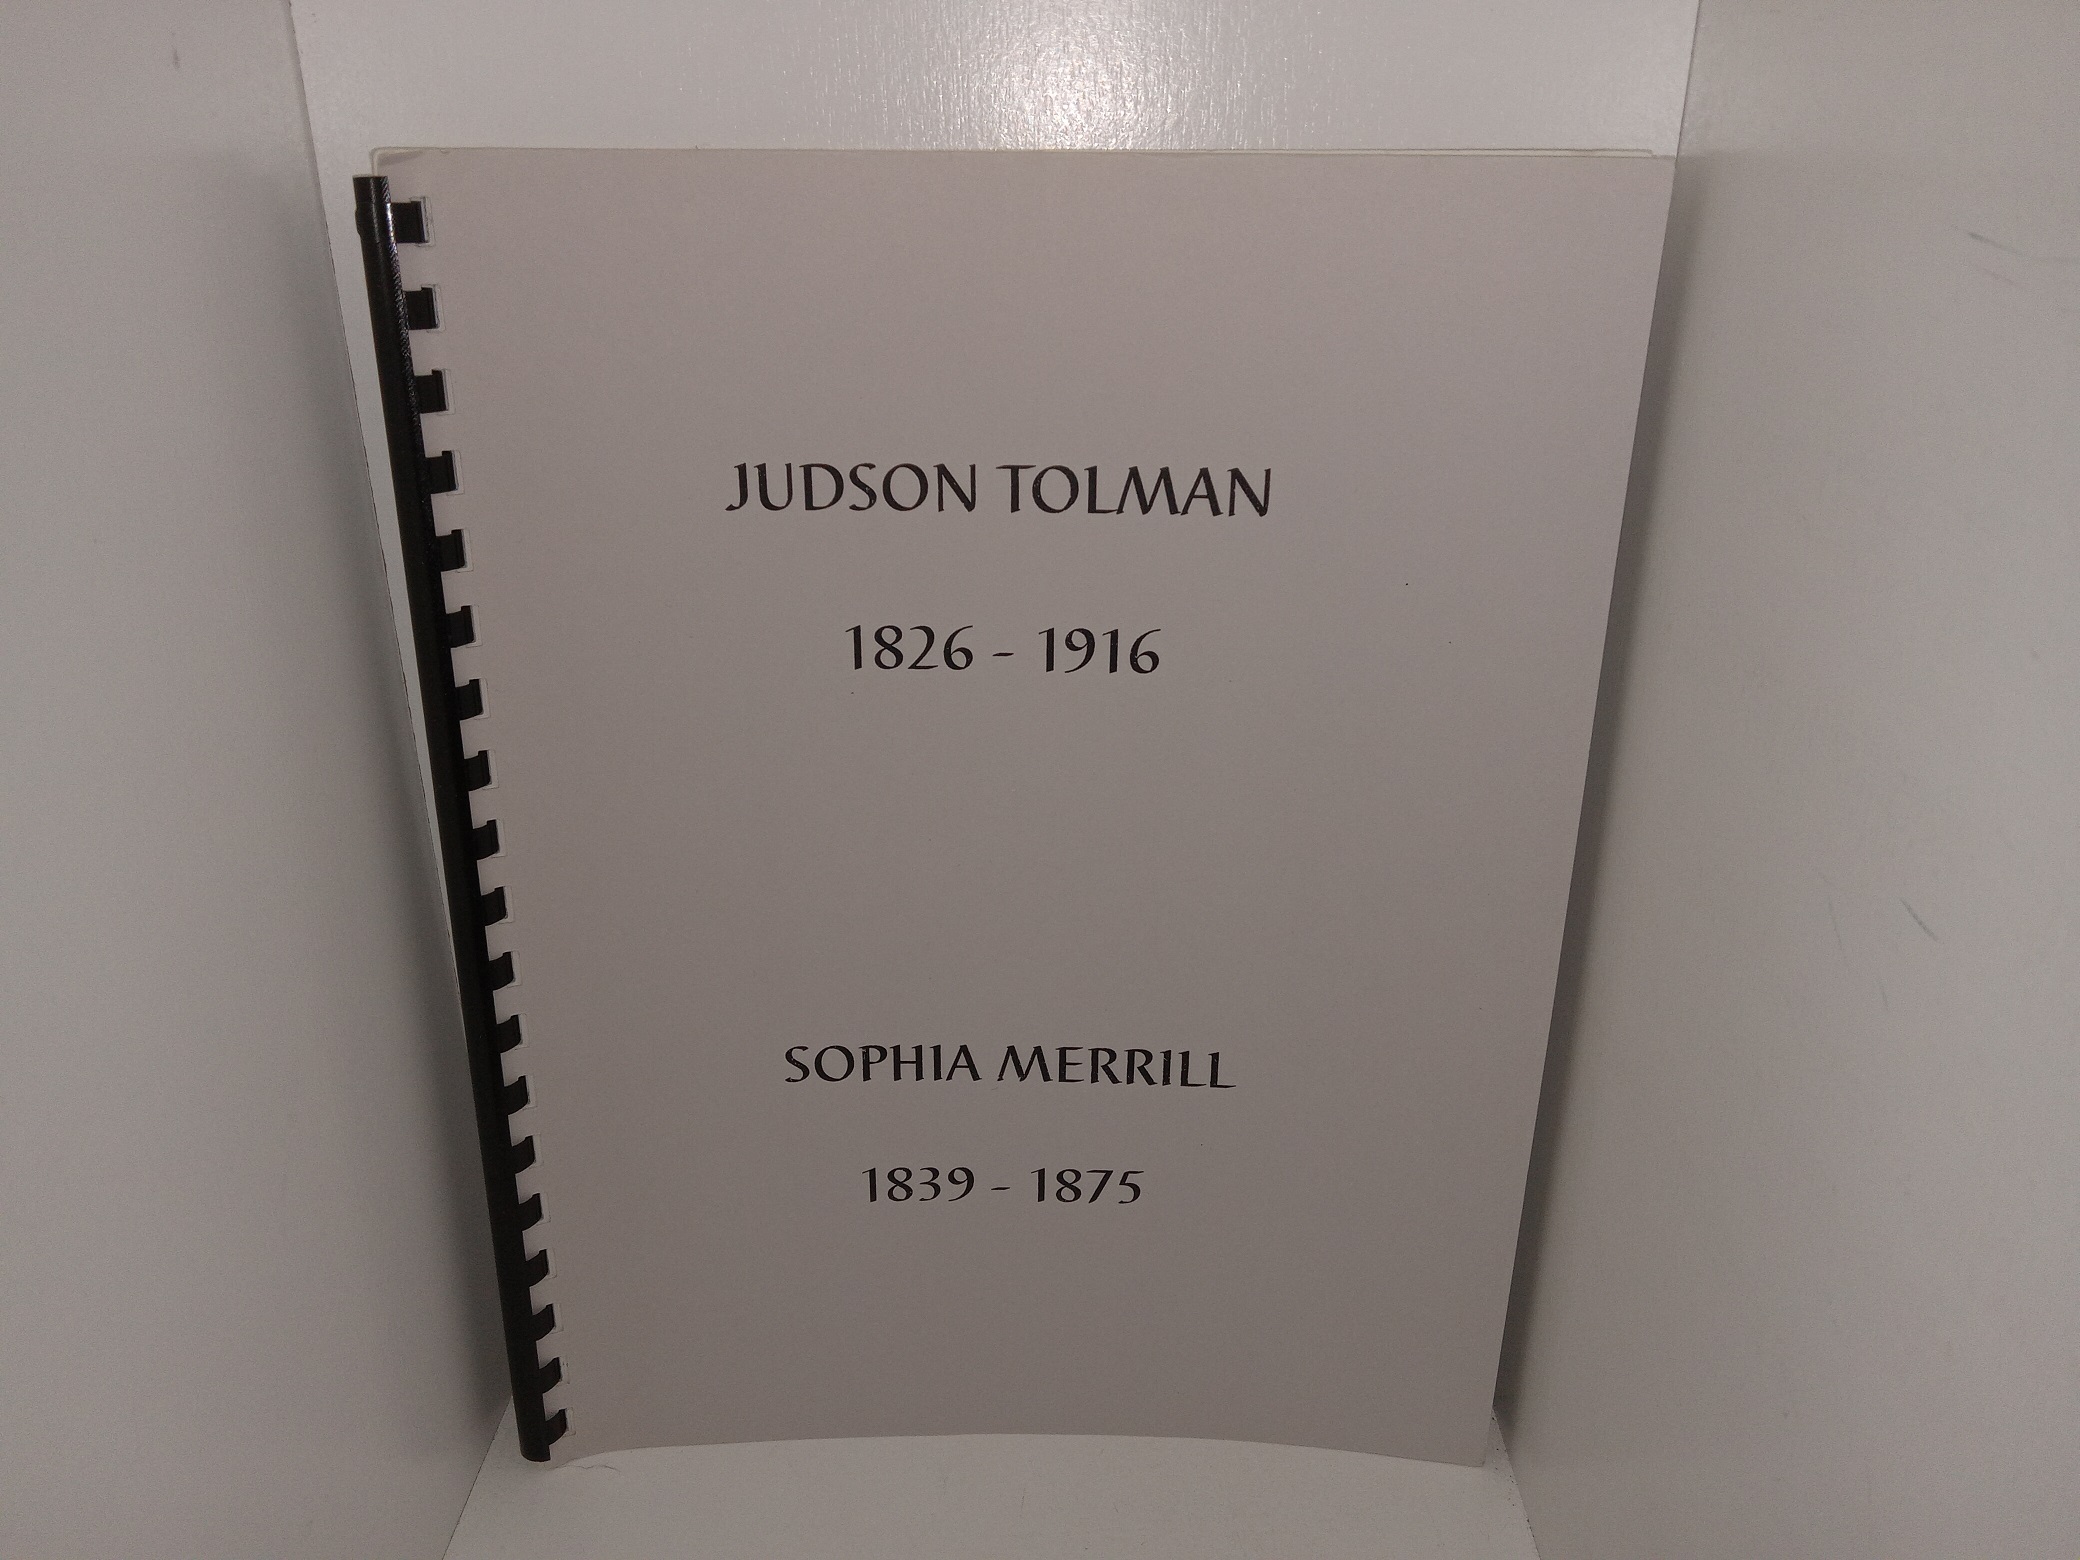 JUDSON TOLMAN
1826 - 1916
SOPHIA MERRILL
1839 - 1875